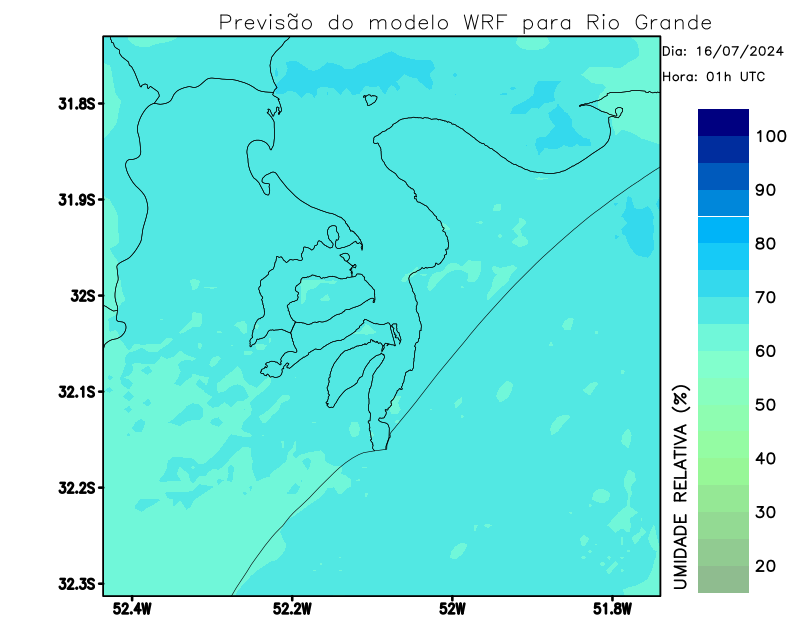 Previsão do modelo WRF para Rio Grande
Dia: 16/07/2024
Hora: 01h UTC
31.8S
31.9S
32S
32.1S
32.2S
32.3S
52.4W
52.2W
52W
51.8W
100
90
80
70
60
50
40
30
20
UMIDADE RELATIVA (%)